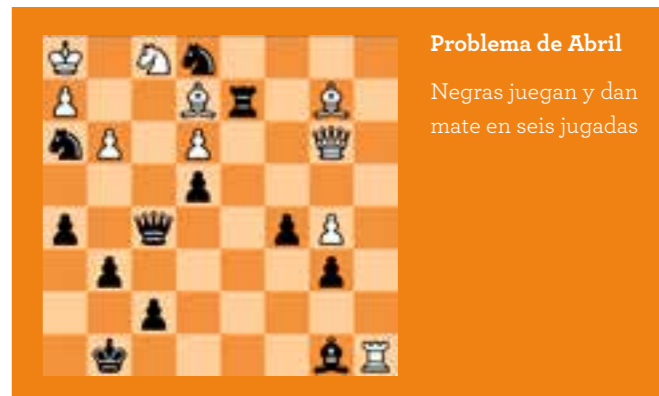 Problema de Abril
Negras juegan y dan
mate en seis jugadas